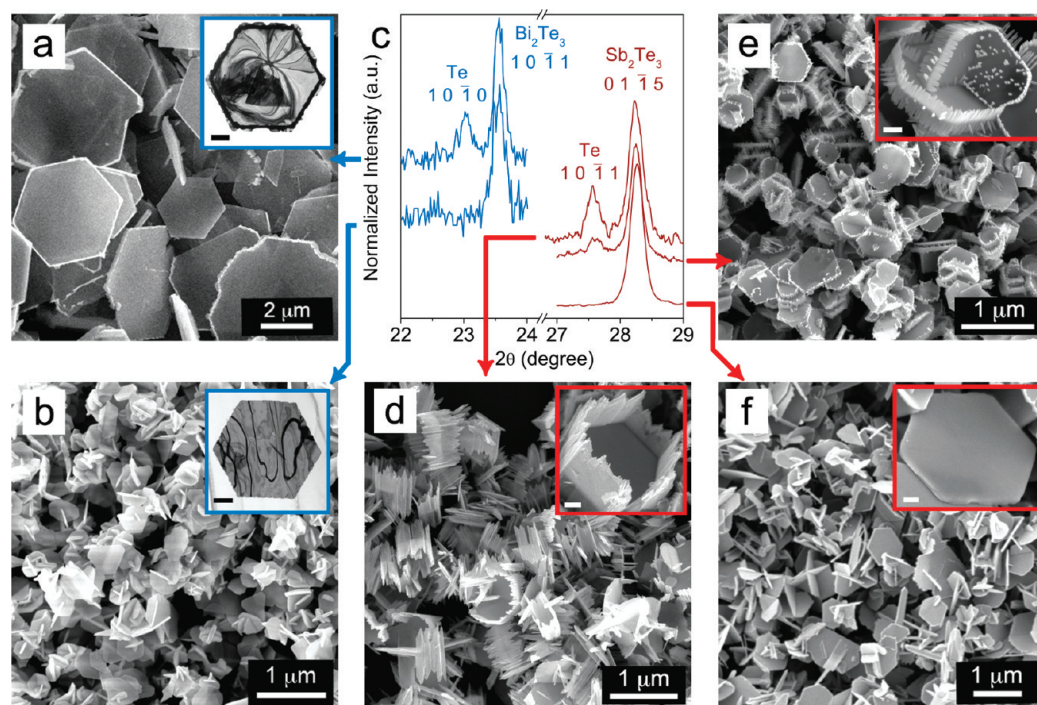 a
2 μm
c
Normalized Intensity (a.u.)
Te
1 0 1̄ 0
Bi₂Te₃
1 0 1̄ 1
Sb₂Te₃
0 1 1̄ 5
Te
1 0 1̄ 1
22 23 24 27 28 29
2θ (degree)
e
1 μm
b
1 μm
d
1 μm
f
1 μm